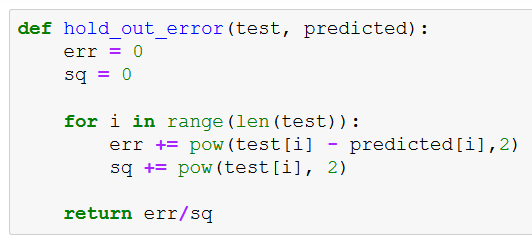 def hold_out_error(test, predicted):
    err = 0
    sq = 0
    for i in range(len(test)):
        err += pow(test[i] - predicted[i],2)
        sq += pow(test[i], 2)
    return err/sq